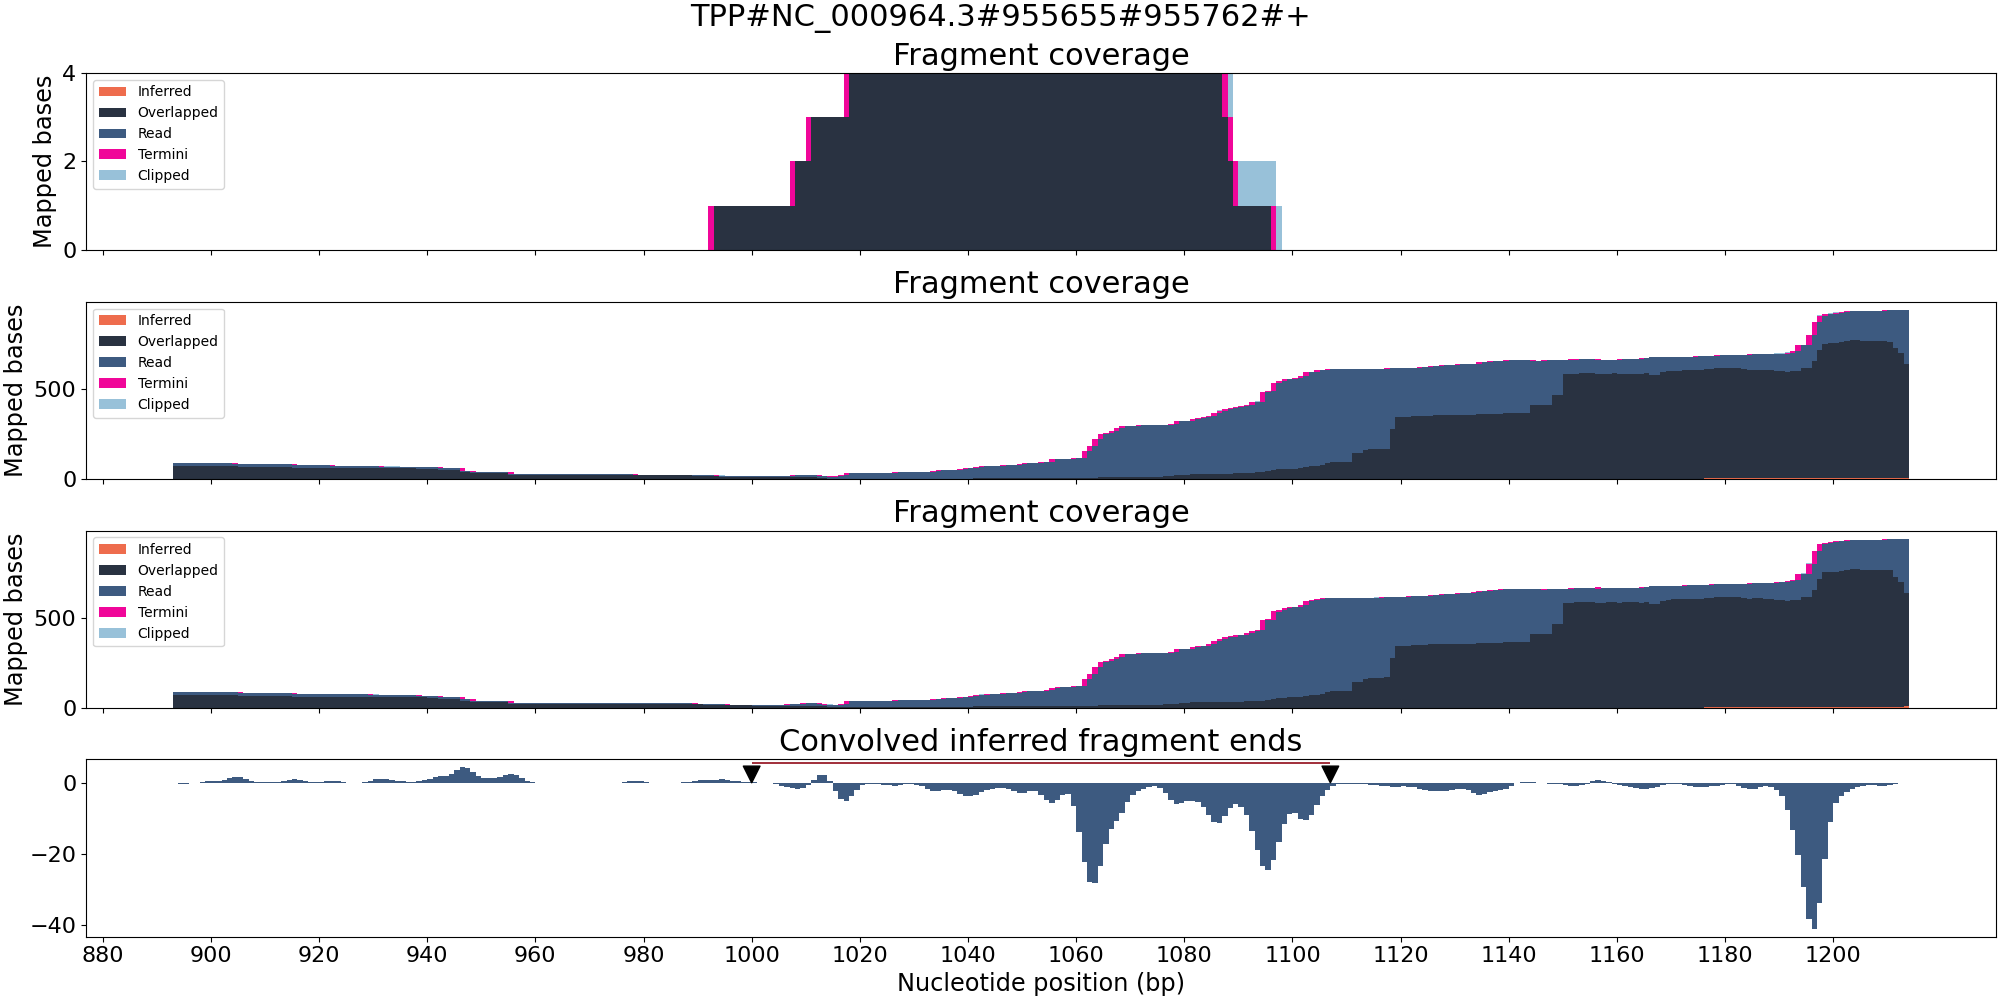 TPP#NC_000964.3#955655#955762#+
Fragment coverage
Mapped bases
4
2
0
Inferred
Overlapped
Read
Termini
Clipped
Fragment coverage
Mapped bases
500
0
Inferred
Overlapped
Read
Termini
Clipped
Fragment coverage
Mapped bases
500
0
Inferred
Overlapped
Read
Termini
Clipped
Convolved inferred fragment ends
0
−20
−40
880 900 920 940 960 980 1000 1020 1040 1060 1080 1100 1120 1140 1160 1180 1200
Nucleotide position (bp)